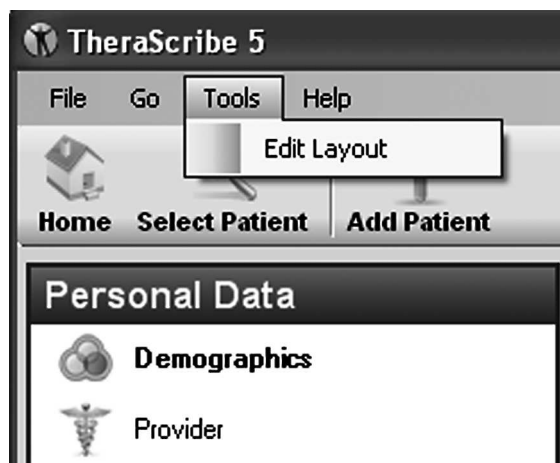 TheraScribe 5
File Go Tools Help
Edit Layout
Home Select Patient Add Patient
Personal Data
Demographics
Provider